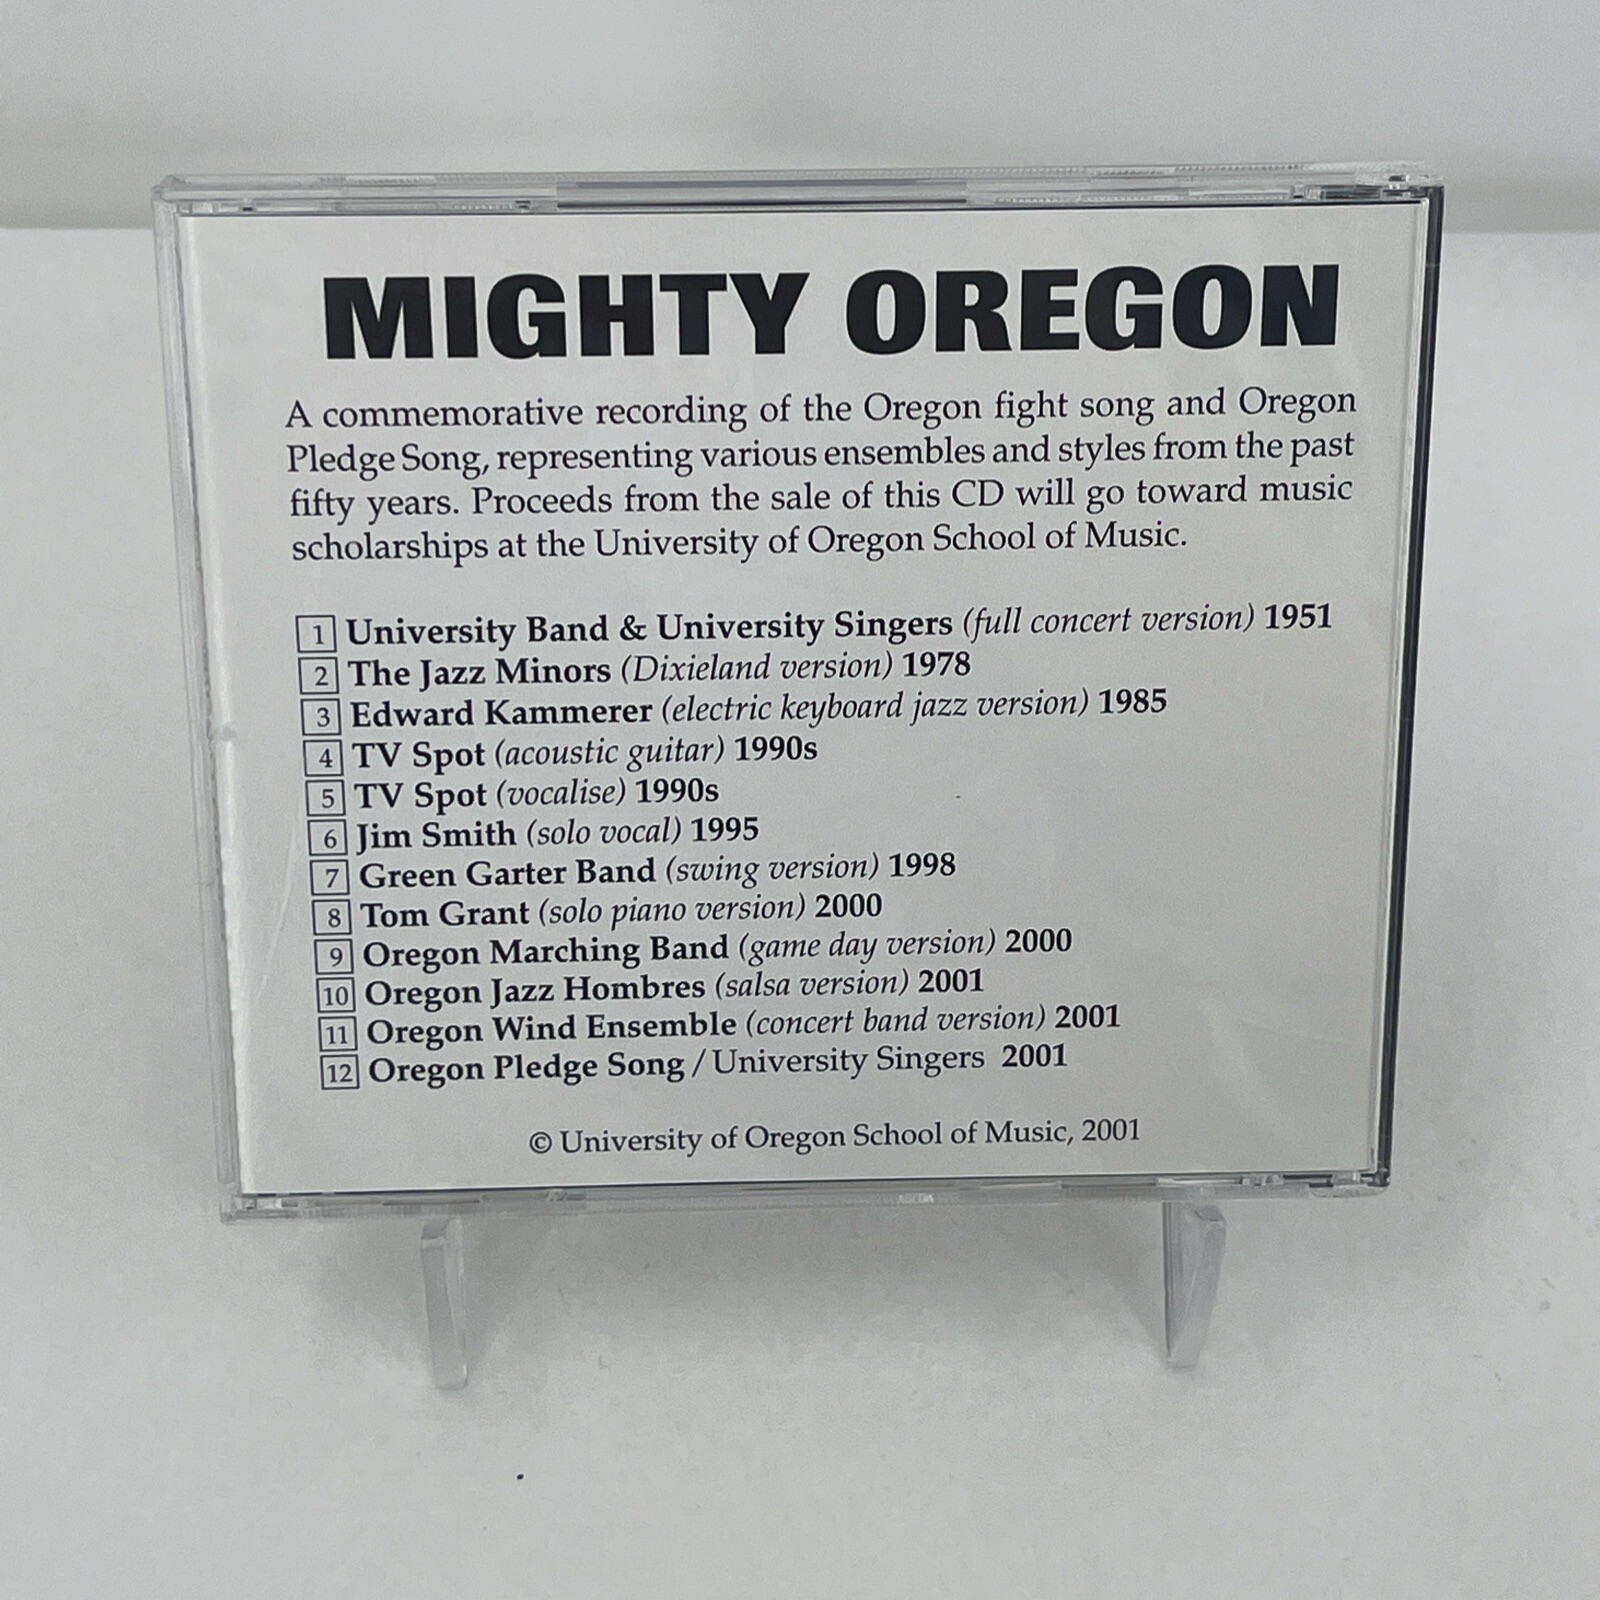 MIGHTY OREGON
A commemorative recording of the Oregon fight song and Oregon
Pledge Song, representing various ensembles and styles from the past
fifty years. Proceeds from the sale of this CD will go toward music
scholarships at the University of Oregon School of Music.
1 University Band & University Singers (full concert version) 1951
2 The Jazz Minors (Dixieland version) 1978
3 Edward Kammerer (electric keyboard jazz version) 1985
4 TV Spot (acoustic guitar) 1990s
5 TV Spot (vocalise) 1990s
6 Jim Smith (solo vocal) 1995
7 Green Garter Band (swing version) 1998
8 Tom Grant (solo piano version) 2000
9 Oregon Marching Band (game day version) 2000
10 Oregon Jazz Hombres (salsa version) 2001
11 Oregon Wind Ensemble (concert band version) 2001
12 Oregon Pledge Song / University Singers 2001
© University of Oregon School of Music, 2001